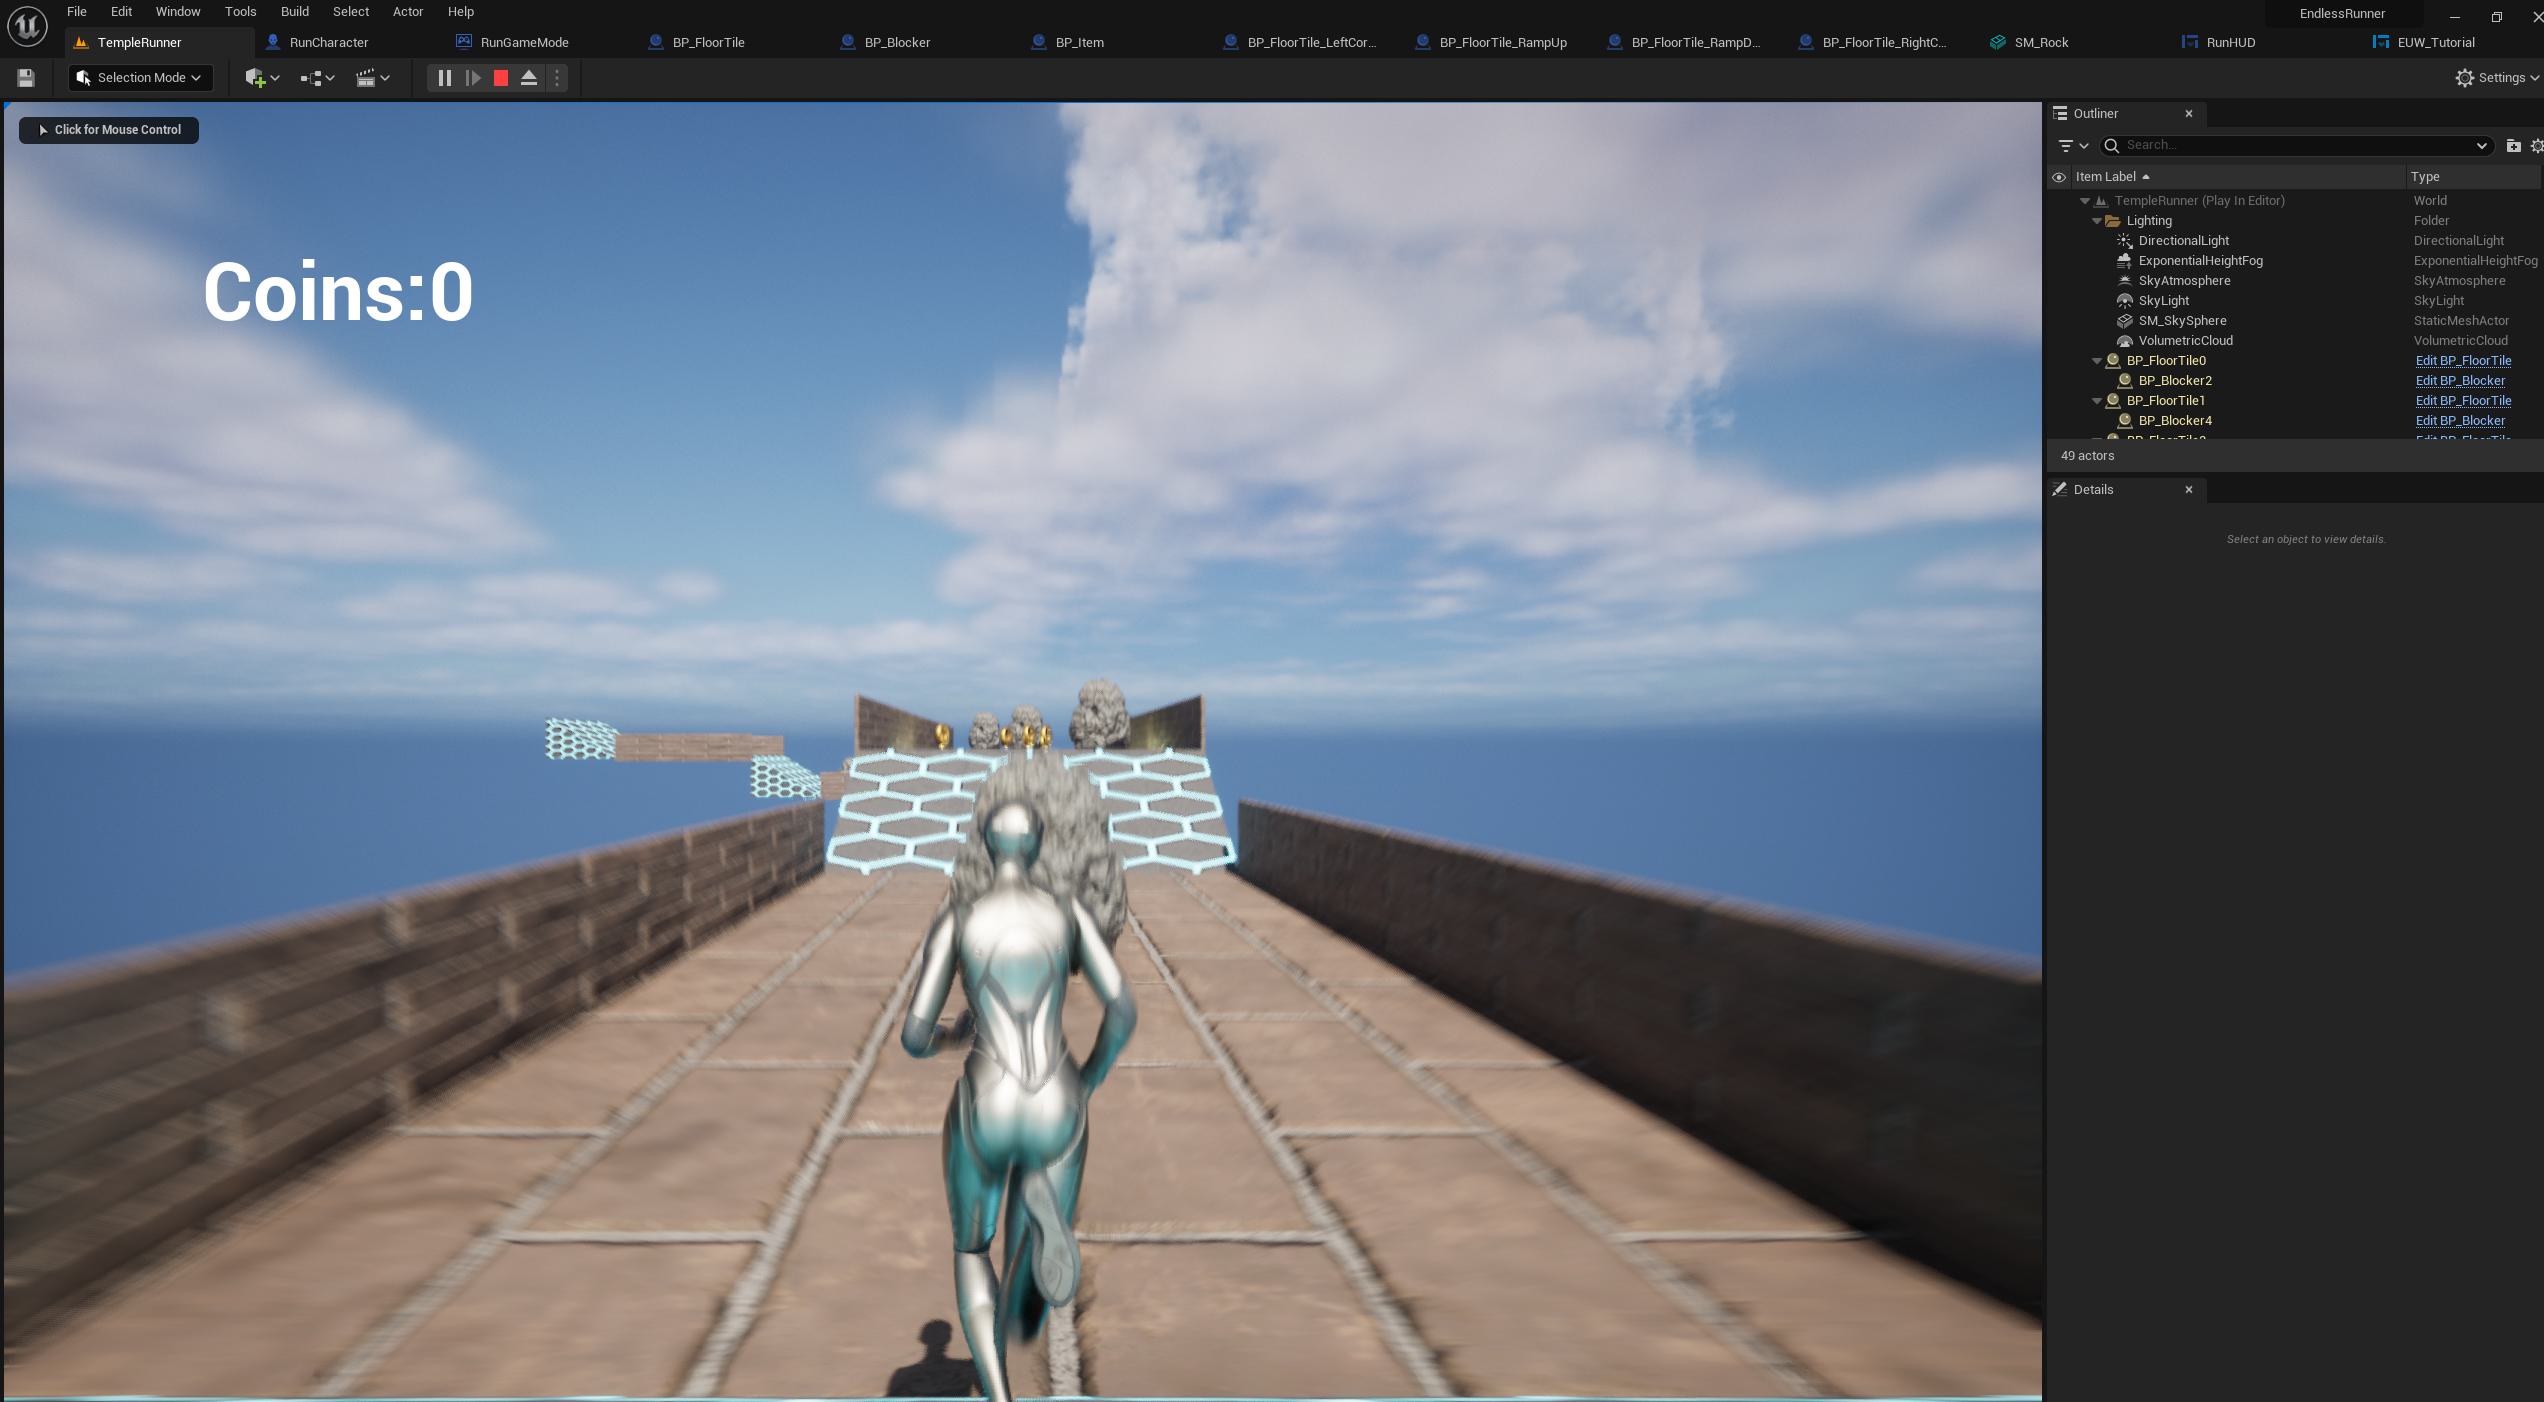 File Edit Window Tools Build Select Actor Help
EndlessRunner
TempleRunner RunCharacter RunGameMode BP_FloorTile BP_Blocker BP_Item BP_FloorTile_LeftCor... BP_FloorTile_RampUp BP_FloorTile_RampD... BP_FloorTile_RightC... SM_Rock RunHUD EUW_Tutorial
Selection Mode Settings
Click for Mouse Control
Coins:0
Outliner
Search...
Item Label Type
TempleRunner (Play In Editor) World
Lighting Folder
DirectionalLight DirectionalLight
ExponentialHeightFog ExponentialHeightFog
SkyAtmosphere SkyAtmosphere
SkyLight SkyLight
SM_SkySphere StaticMeshActor
VolumetricCloud VolumetricCloud
BP_FloorTile0 Edit BP_FloorTile
BP_Blocker2 Edit BP_Blocker
BP_FloorTile1 Edit BP_FloorTile
BP_Blocker4 Edit BP_Blocker
49 actors
Details
Select an object to view details.